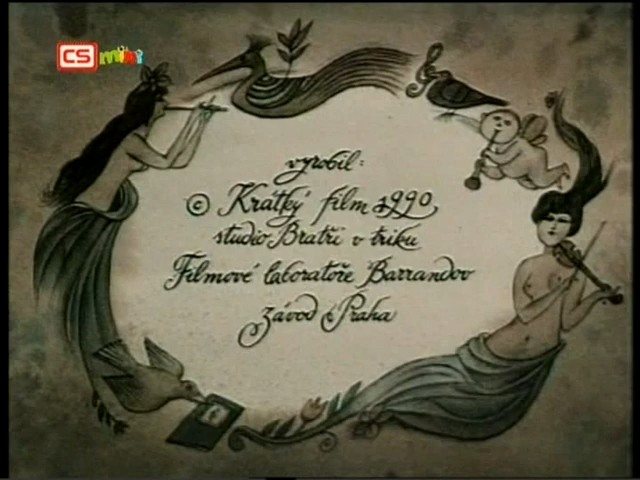 CS mini
vyrobil:
© Krátký film 1990
studio Bratři v triku
Filmové laboratoře Barrandov
závod Praha